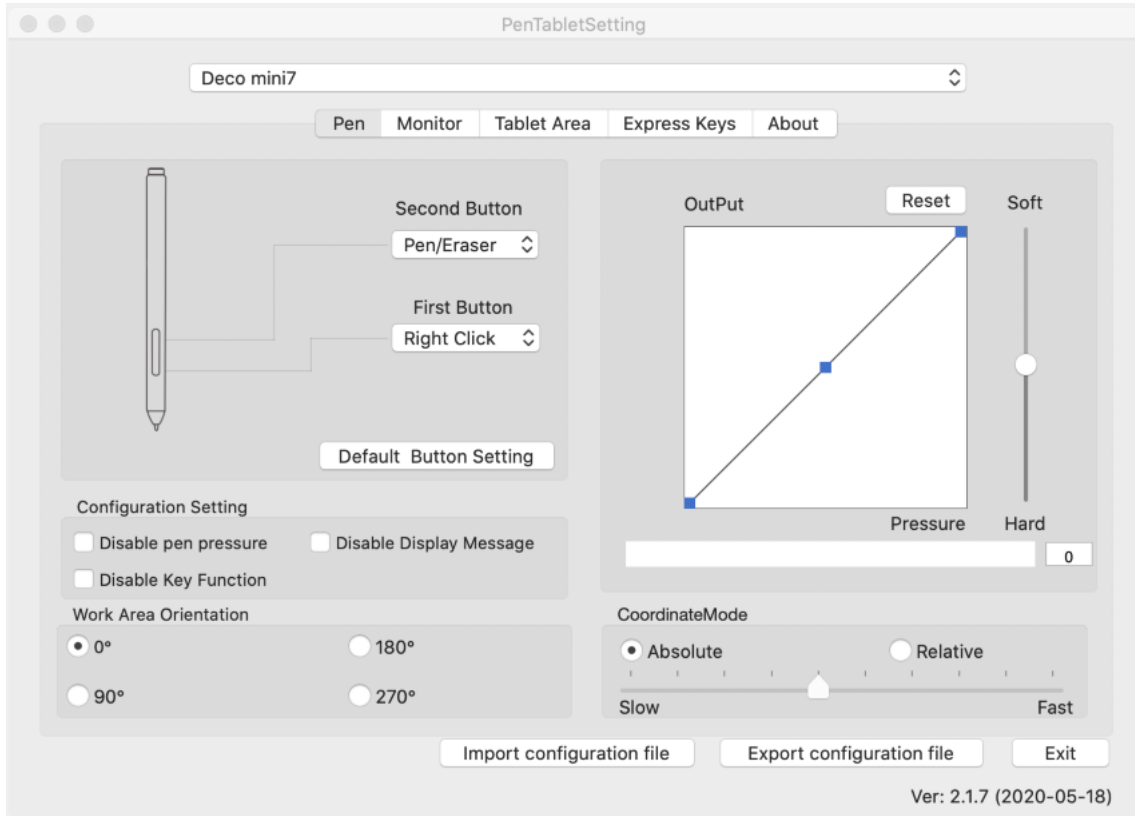 PenTabletSetting
Deco mini7
Pen Monitor Tablet Area Express Keys About
Second Button
Pen/Eraser
First Button
Right Click
Default Button Setting
OutPut
Reset
Soft
Pressure
Hard
0
Configuration Setting
Disable pen pressure
Disable Display Message
Disable Key Function
Work Area Orientation
0°
180°
90°
270°
CoordinateMode
Absolute
Relative
Slow
Fast
Import configuration file
Export configuration file
Exit
Ver: 2.1.7 (2020-05-18)